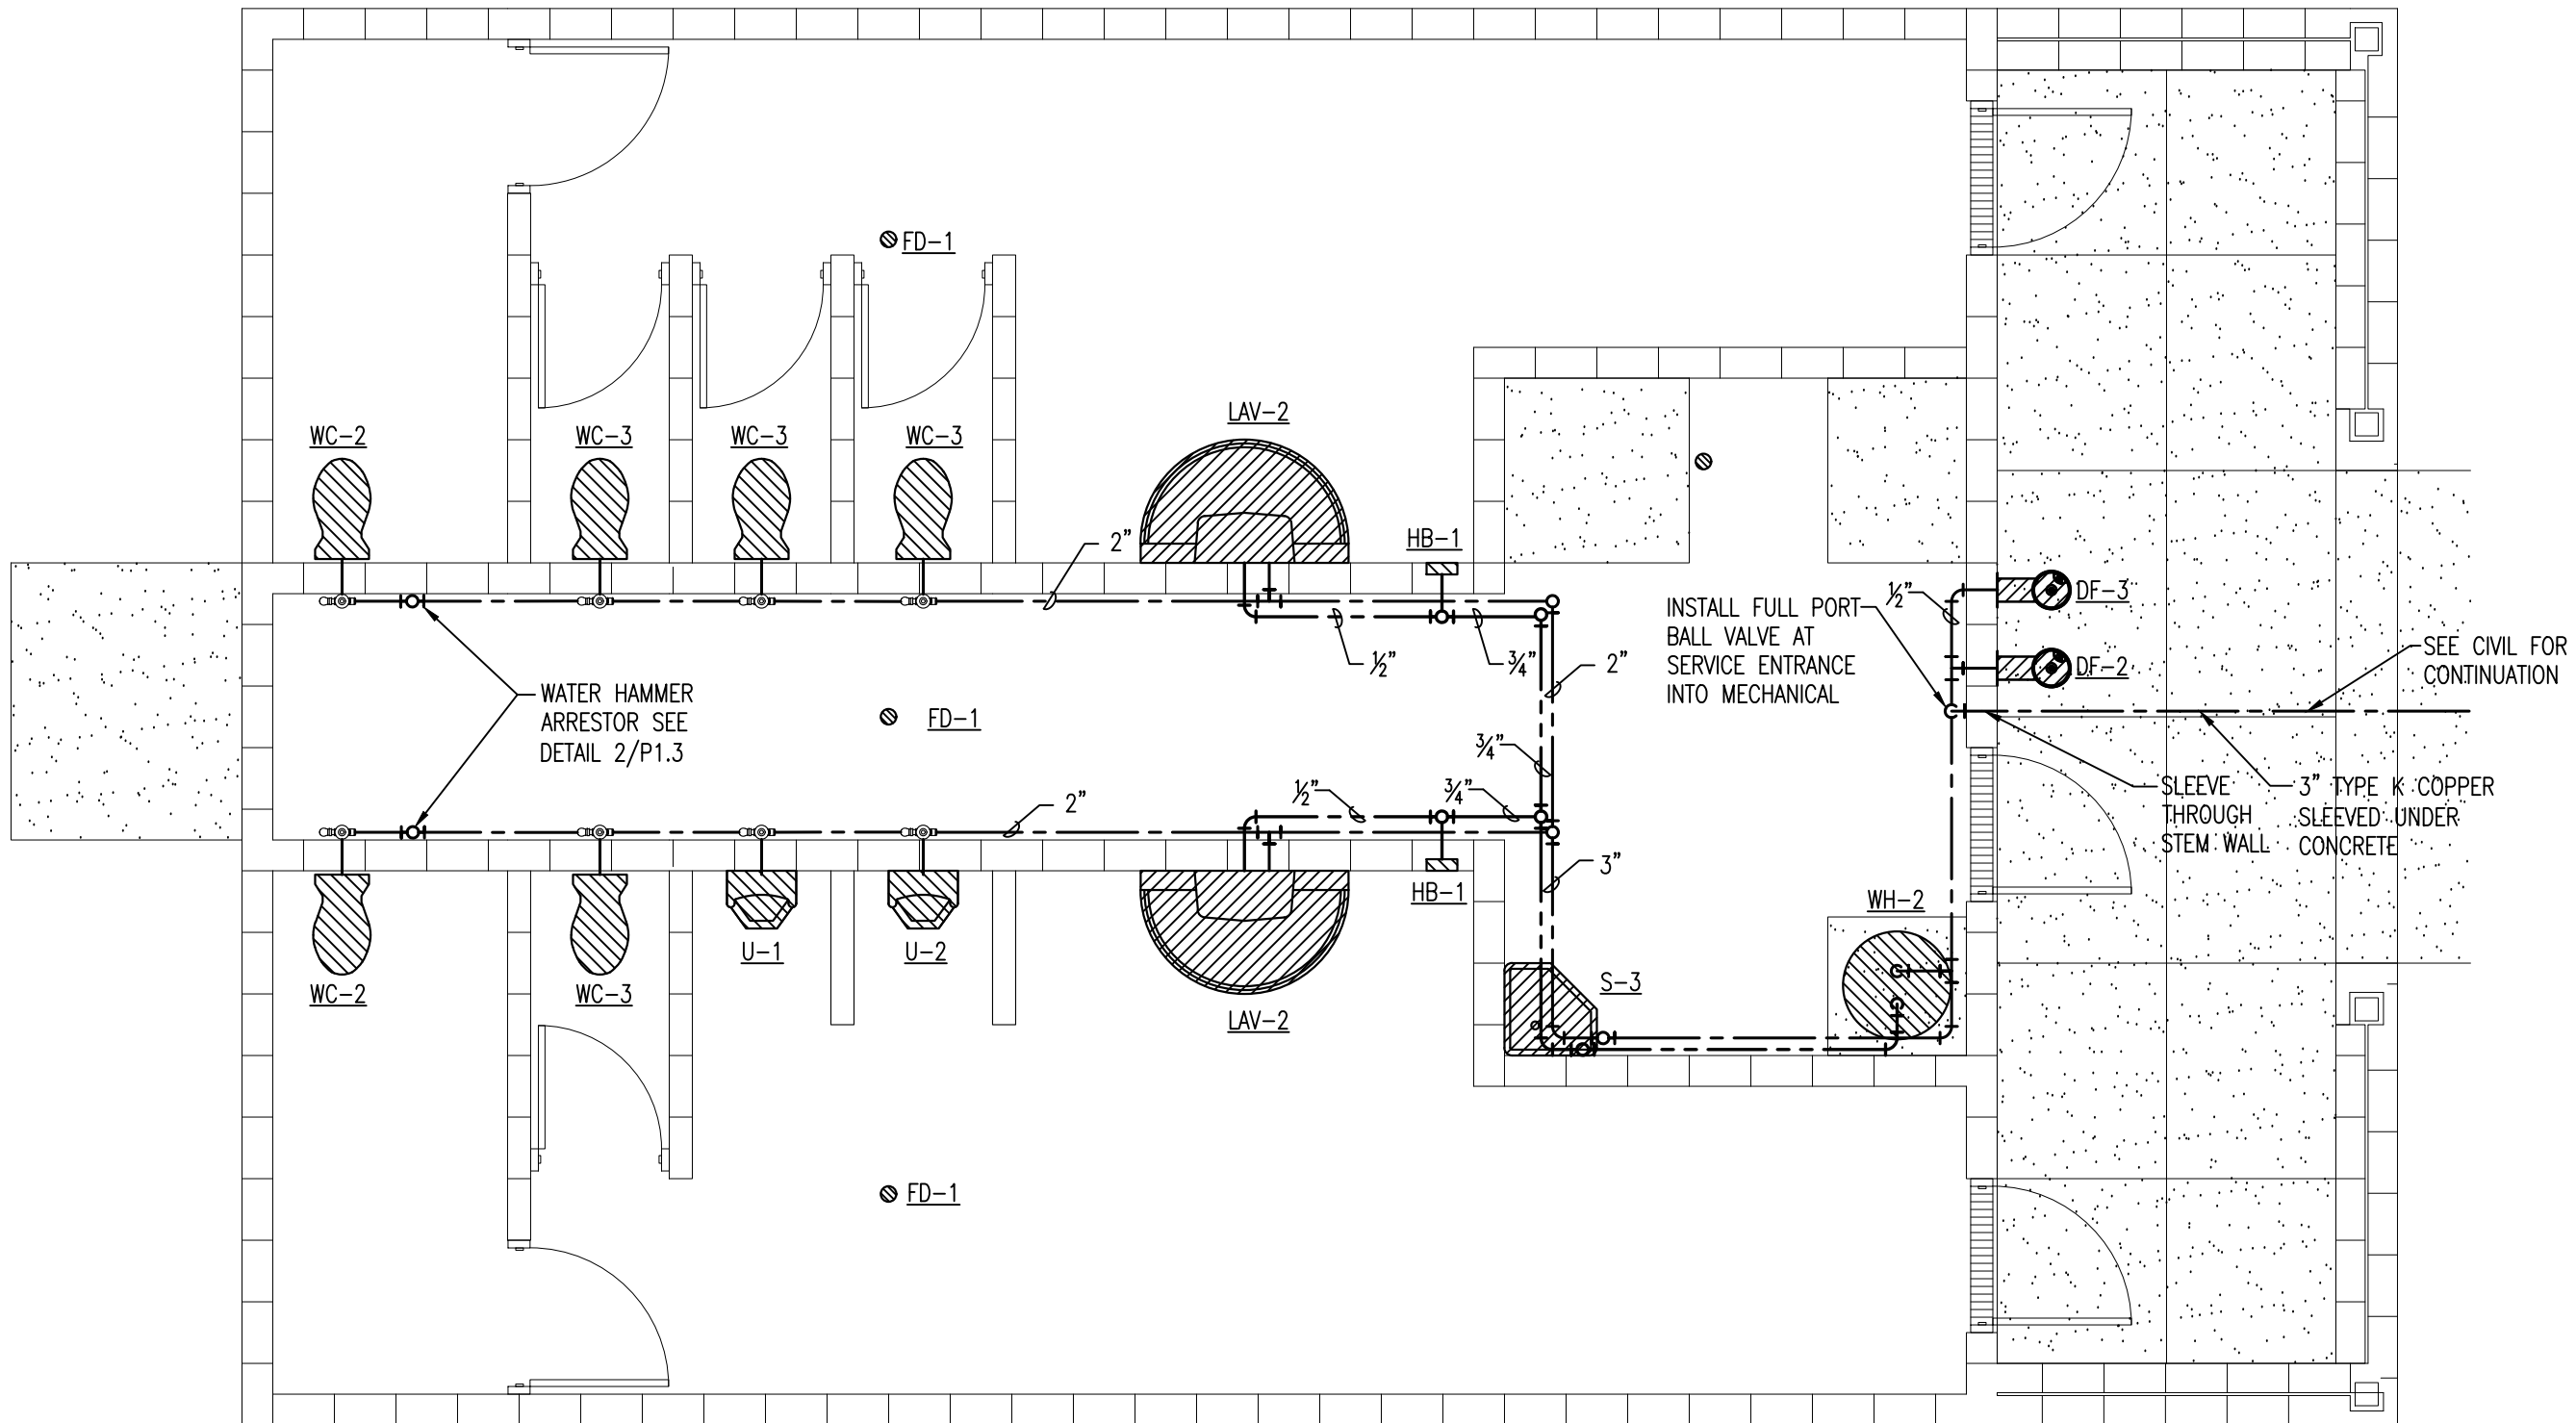 FD-1
LAV-2
WC-2
WC-3
WC-3
WC-3
2"
HB-1
½"
¾"
2"
INSTALL FULL PORT
BALL VALVE AT
SERVICE ENTRANCE
INTO MECHANICAL
½"
DF-3
DF-2
SEE CIVIL FOR
CONTINUATION
WATER HAMMER
ARRESTOR SEE
DETAIL 2/P1.3
FD-1
¾"
2"
½"
¾"
SLEEVE
THROUGH
STEM WALL
3" TYPE K COPPER
SLEEVED UNDER
CONCRETE
3"
HB-1
WH-2
U-1
U-2
S-3
WC-2
WC-3
LAV-2
FD-1